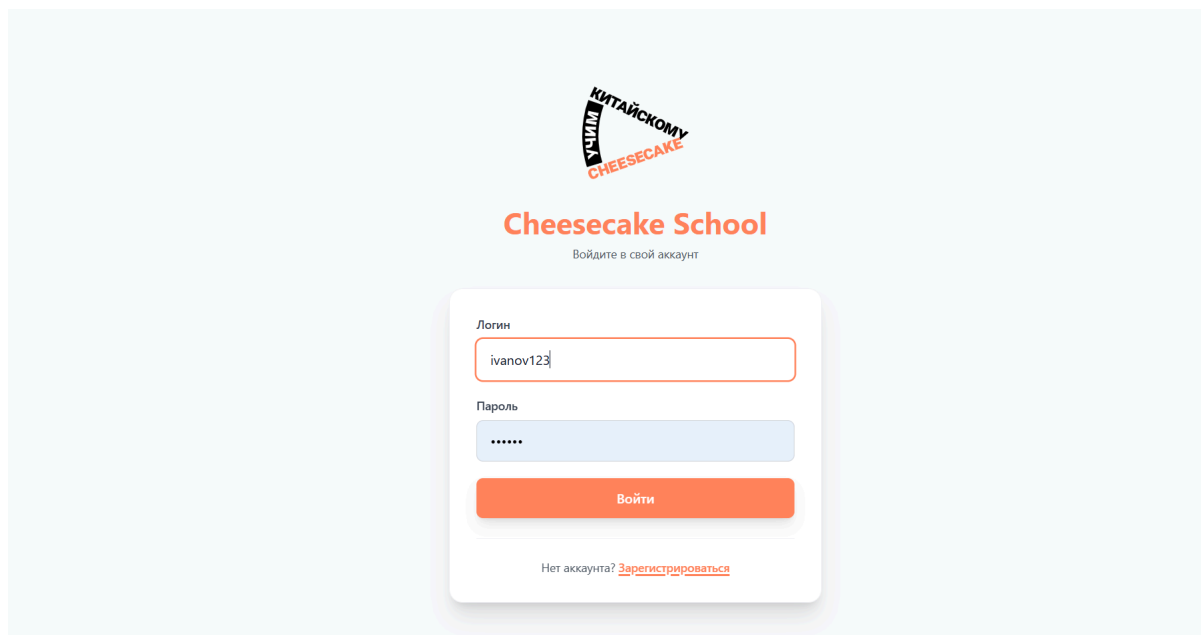 УЧИМ
КИТАЙСКОМУ
CHEESECAKE
Cheesecake School
Войдите в свой аккаунт
Логин
ivanov123
Пароль
••••••
Войти
Нет аккаунта? Зарегистрироваться